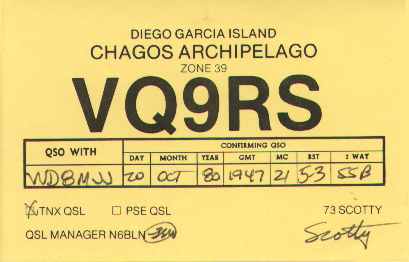 DIEGO GARCIA ISLAND
CHAGOS ARCHIPELAGO
ZONE 39
VQ9RS
QSO WITH CONFIRMING QSO
DAY MONTH YEAR GMT MC RST 2 WAY
WD8MJJ 20 OCT 80 1947 21 53 SSB
TNX QSL PSE QSL 73 SCOTTY
QSL MANAGER N6BLN
Scotty